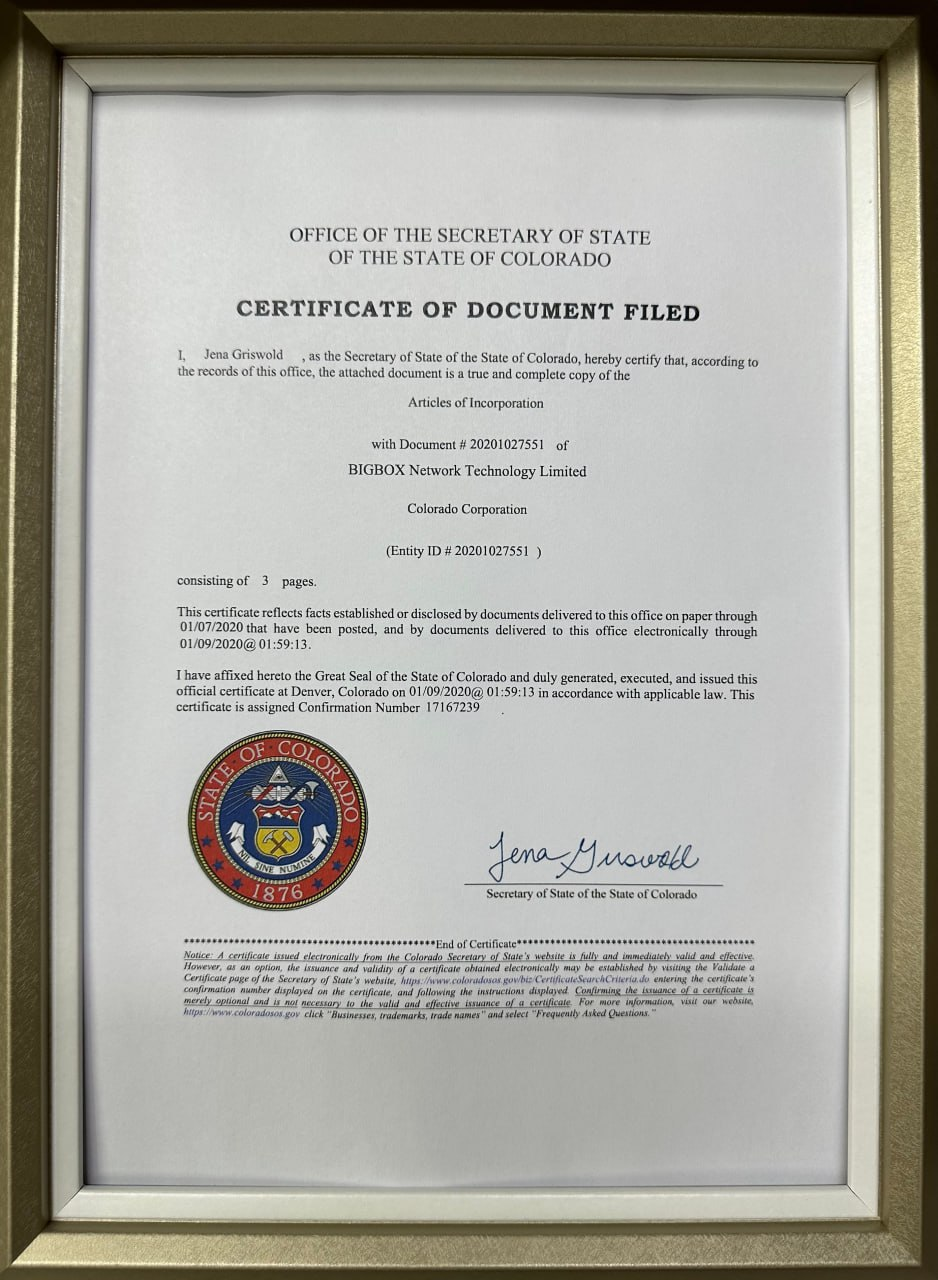 OFFICE OF THE SECRETARY OF STATE
OF THE STATE OF COLORADO
CERTIFICATE OF DOCUMENT FILED
I, Jena Griswold , as the Secretary of State of the State of Colorado, hereby certify that, according to
the records of this office, the attached document is a true and complete copy of the
Articles of Incorporation
with Document # 20201027551 of
BIGBOX Network Technology Limited
Colorado Corporation
(Entity ID # 20201027551 )
consisting of 3 pages.
This certificate reflects facts established or disclosed by documents delivered to this office on paper through
01/07/2020 that have been posted, and by documents delivered to this office electronically through
01/09/2020@ 01:59:13.
I have affixed hereto the Great Seal of the State of Colorado and duly generated, executed, and issued this
official certificate at Denver, Colorado on 01/09/2020@ 01:59:13 in accordance with applicable law. This
certificate is assigned Confirmation Number 17167239 .
STATE OF COLORADO
NIL SINE NUMINE
1876
Jena Griswold
Secretary of State of the State of Colorado
*******************************************End of Certificate*******************************************
Notice: A certificate issued electronically from the Colorado Secretary of State's website is fully and immediately valid and effective.
However, as an option, the issuance and validity of a certificate obtained electronically may be established by visiting the Validate a
Certificate page of the Secretary of State's website, https://www.coloradosos.gov/biz/CertificateSearchCriteria.do entering the certificate's
confirmation number displayed on the certificate, and following the instructions displayed. Confirming the issuance of a certificate is
merely optional and is not necessary to the valid and effective issuance of a certificate. For more information, visit our website,
https://www.coloradosos.gov click "Businesses, trademarks, trade names" and select "Frequently Asked Questions."